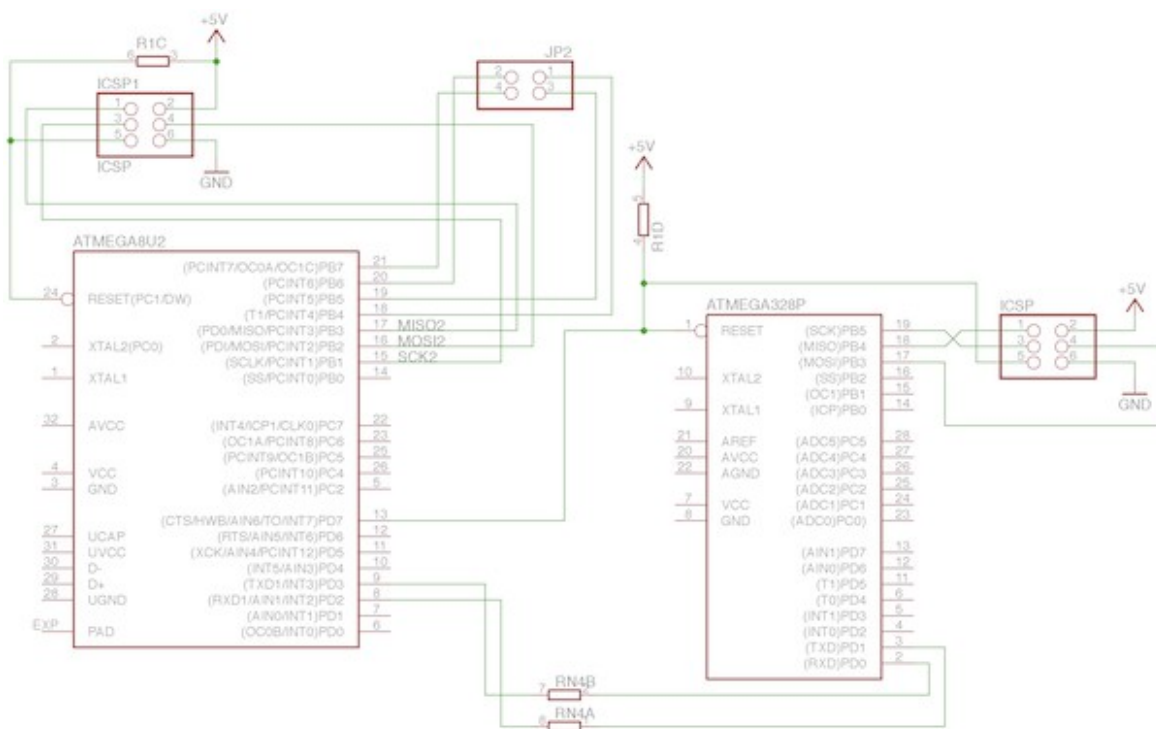 +5V
R1C
6 3
ICSP1
1 2
3 4
5 6
ICSP
GND
JP2
2 1
4 3
+5V
5
4
R1D
ATMEGA8U2
24 RESET(PC1/DW)
2 XTAL2(PC0)
1 XTAL1
32 AVCC
4 VCC
3 GND
27 UCAP
31 UVCC
30 D-
29 D+
28 UGND
EXP PAD
(PCINT7/OC0A/OC1C)PB7 21
(PCINT6)PB6 20
(PCINT5)PB5 19
(T1/PCINT4)PB4 18
(PD0/MISO/PCINT3)PB3 17 MISO2
(PDI/MOSI/PCINT2)PB2 16 MOSI2
(SCLK/PCINT1)PB1 15 SCK2
(SS/PCINT0)PB0 14
(INT4/ICP1/CLK0)PC7 22
(OC1A/PCINT8)PC6 23
(PCINT9/OC1B)PC5 25
(PCINT10)PC4 26
(AIN2/PCINT11)PC2 5
(CTS/HWB/AIN6/TO/INT7)PD7 13
(RTS/AIN5/INT6)PD6 12
(XCK/AIN4/PCINT12)PD5 11
(INT5/AIN3)PD4 10
(TXD1/INT3)PD3 9
(RXD1/AIN1/INT2)PD2 8
(AIN0/INT1)PD1 7
(OC0B/INT0)PD0 6
ATMEGA328P
1 RESET
10 XTAL2
9 XTAL1
21 AREF
20 AVCC
22 AGND
7 VCC
8 GND
(SCK)PB5 19
(MISO)PB4 18
(MOSI)PB3 17
(SS)PB2 16
(OC1)PB1 15
(ICP)PB0 14
(ADC5)PC5 28
(ADC4)PC4 27
(ADC3)PC3 26
(ADC2)PC2 25
(ADC1)PC1 24
(ADC0)PC0 23
(AIN1)PD7 13
(AIN0)PD6 12
(T1)PD5 11
(T0)PD4 6
(INT1)PD3 5
(INT0)PD2 4
(TXD)PD1 3
(RXD)PD0 2
+5V
ICSP
1 2
3 4
5 6
GND
RN4B
7 2
RN4A
8 1